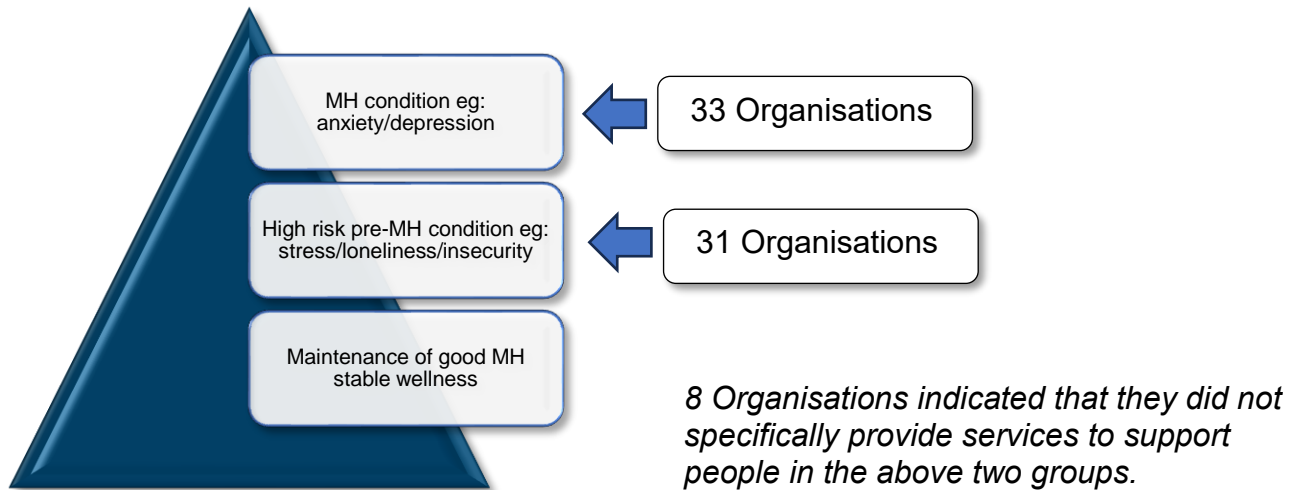 MH condition eg:
anxiety/depression
33 Organisations
High risk pre-MH condition eg:
stress/loneliness/insecurity
31 Organisations
Maintenance of good MH
stable wellness
8 Organisations indicated that they did not
specifically provide services to support
people in the above two groups.